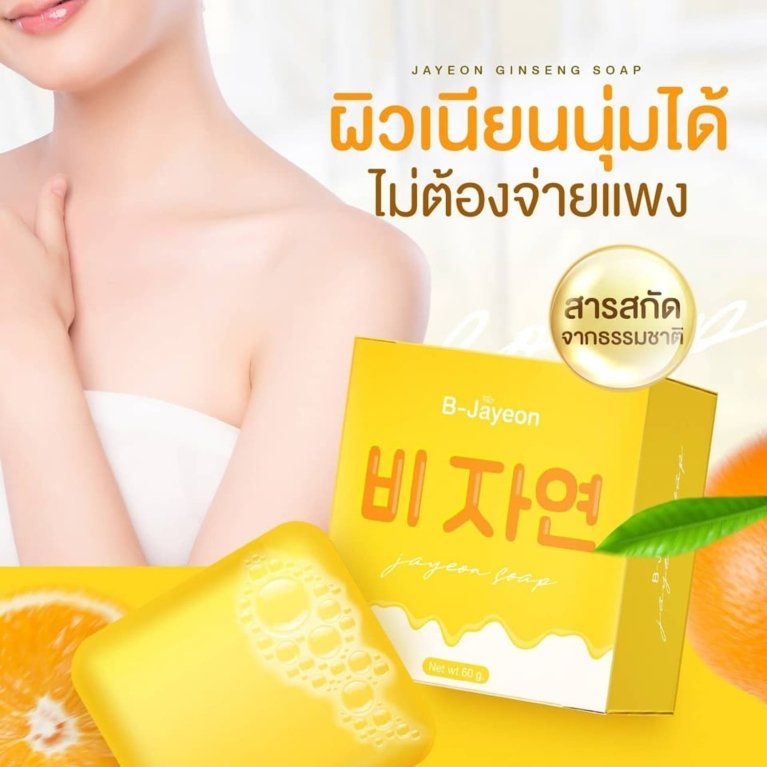 JAYEON GINSENG SOAP
ผิวเนียนนุ่มได้
ไม่ต้องจ่ายแพง
สารสกัด
จากธรรมชาติ
B-Jayeon
비 자연
jayeon soap
Net wt.60 g.